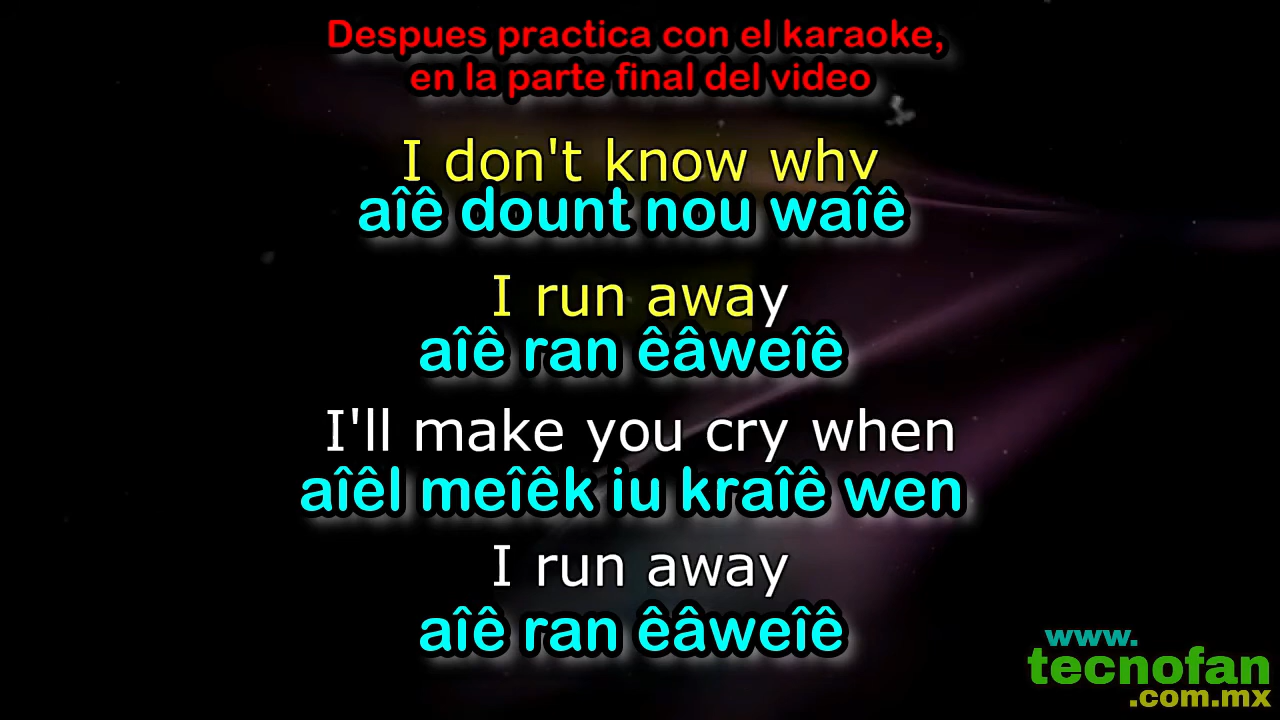 Despues practica con el karaoke,
en la parte final del video
I don't know why
aîê dount nou waîê
I run away
aîê ran êâweîê
I'll make you cry when
aîêl meîêk iu kraîê wen
I run away
aîê ran êâweîê
www.
tecnofan
.com.mx